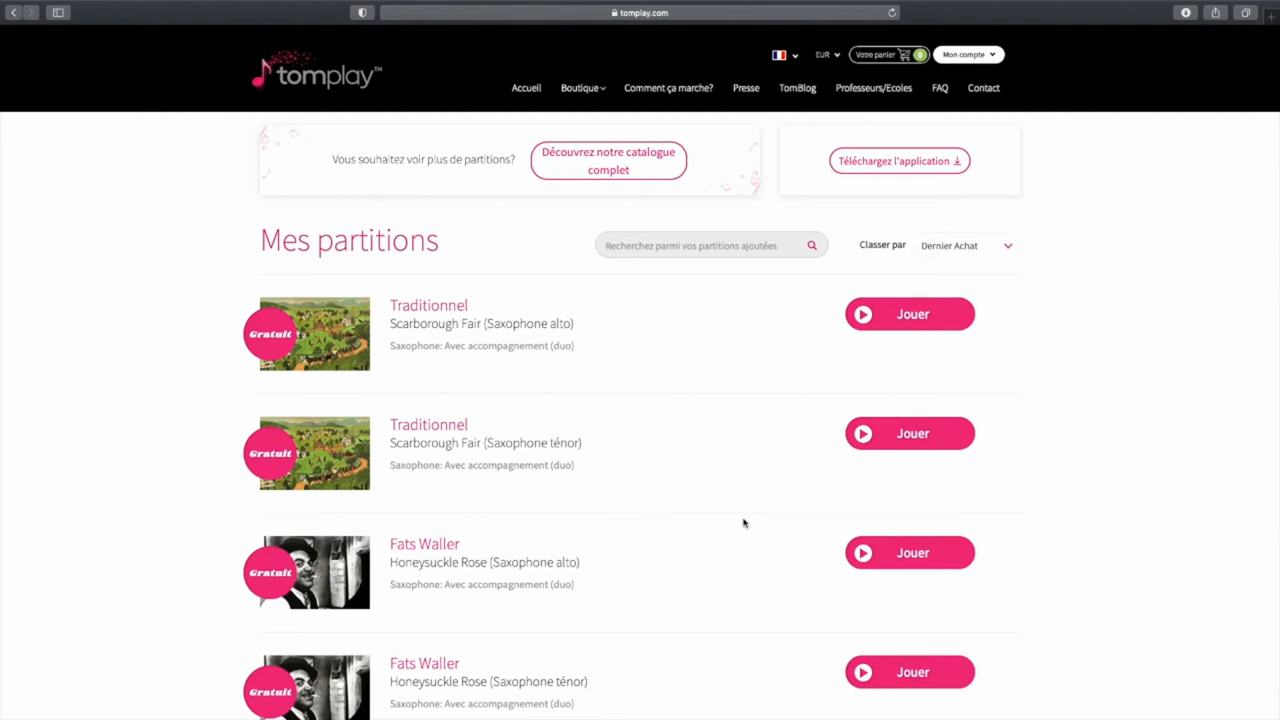 tomplay.com
tomplay™
EUR
Votre panier 0
Mon compte
Accueil
Boutique
Comment ça marche?
Presse
TomBlog
Professeurs/Ecoles
FAQ
Contact
Vous souhaitez voir plus de partitions?
Découvrez notre catalogue
complet
Téléchargez l'application
Mes partitions
Recherchez parmi vos partitions ajoutées
Classer par
Dernier Achat
Gratuit
Traditionnel
Scarborough Fair (Saxophone alto)
Saxophone: Avec accompagnement (duo)
Jouer
Gratuit
Traditionnel
Scarborough Fair (Saxophone ténor)
Saxophone: Avec accompagnement (duo)
Jouer
Gratuit
Fats Waller
Honeysuckle Rose (Saxophone alto)
Saxophone: Avec accompagnement (duo)
Jouer
Gratuit
Fats Waller
Honeysuckle Rose (Saxophone ténor)
Saxophone: Avec accompagnement (duo)
Jouer